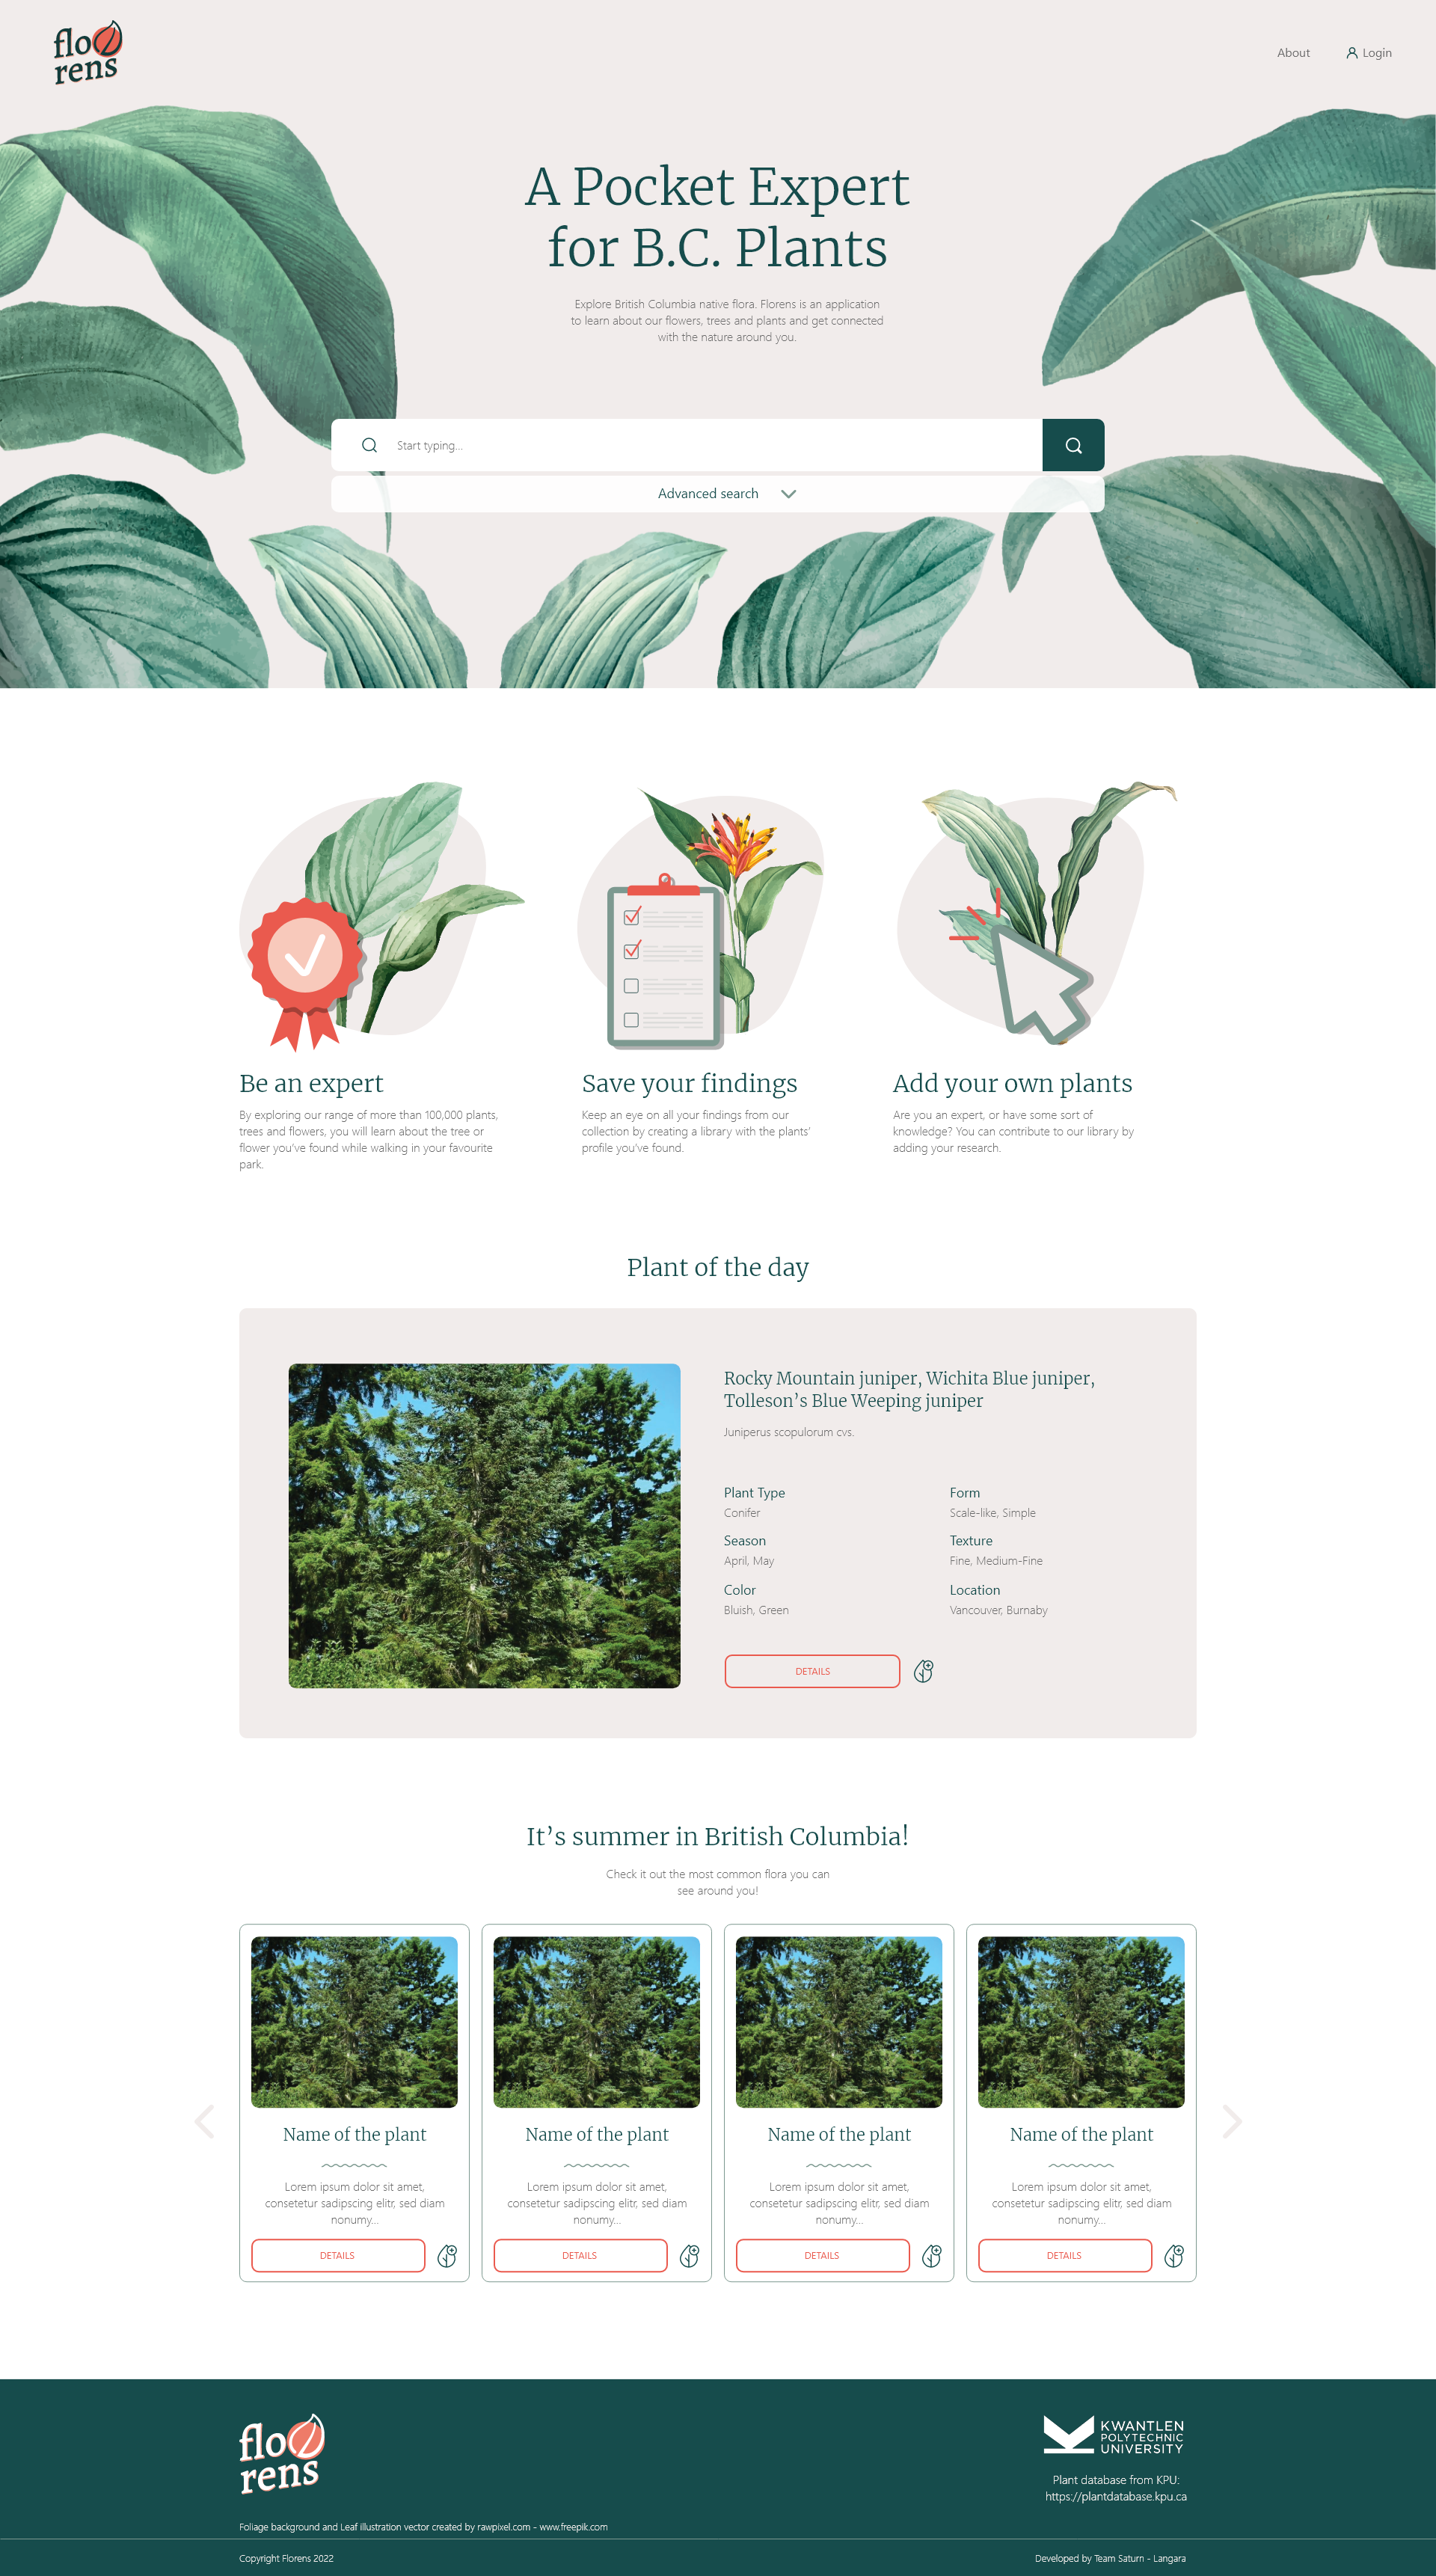 flo
rens
About
Login
A Pocket Expert
for B.C. Plants
Explore British Columbia native flora. Florens is an application
to learn about our flowers, trees and plants and get connected
with the nature around you.
Start typing...
Advanced search
Be an expert
By exploring our range of more than 100,000 plants,
trees and flowers, you will learn about the tree or
flower you've found while walking in your favourite
park.
Save your findings
Keep an eye on all your findings from our
collection by creating a library with the plants'
profile you've found.
Add your own plants
Are you an expert, or have some sort of
knowledge? You can contribute to our library by
adding your research.
Plant of the day
Rocky Mountain juniper, Wichita Blue juniper,
Tolleson’s Blue Weeping juniper
Juniperus scopulorum cvs.
Plant Type
Conifer
Form
Scale-like, Simple
Season
April, May
Texture
Fine, Medium-Fine
Color
Bluish, Green
Location
Vancouver, Burnaby
DETAILS
It’s summer in British Columbia!
Check it out the most common flora you can
see around you!
Name of the plant
Lorem ipsum dolor sit amet,
consetetur sadipscing elitr, sed diam
nonumy...
DETAILS
Name of the plant
Lorem ipsum dolor sit amet,
consetetur sadipscing elitr, sed diam
nonumy...
DETAILS
Name of the plant
Lorem ipsum dolor sit amet,
consetetur sadipscing elitr, sed diam
nonumy...
DETAILS
Name of the plant
Lorem ipsum dolor sit amet,
consetetur sadipscing elitr, sed diam
nonumy...
DETAILS
flo
rens
KWANTLEN
POLYTECHNIC
UNIVERSITY
Plant database from KPU:
https://plantdatabase.kpu.ca
Foliage background and Leaf illustration vector created by rawpixel.com - www.freepik.com
Copyright Florens 2022
Developed by Team Saturn - Langara